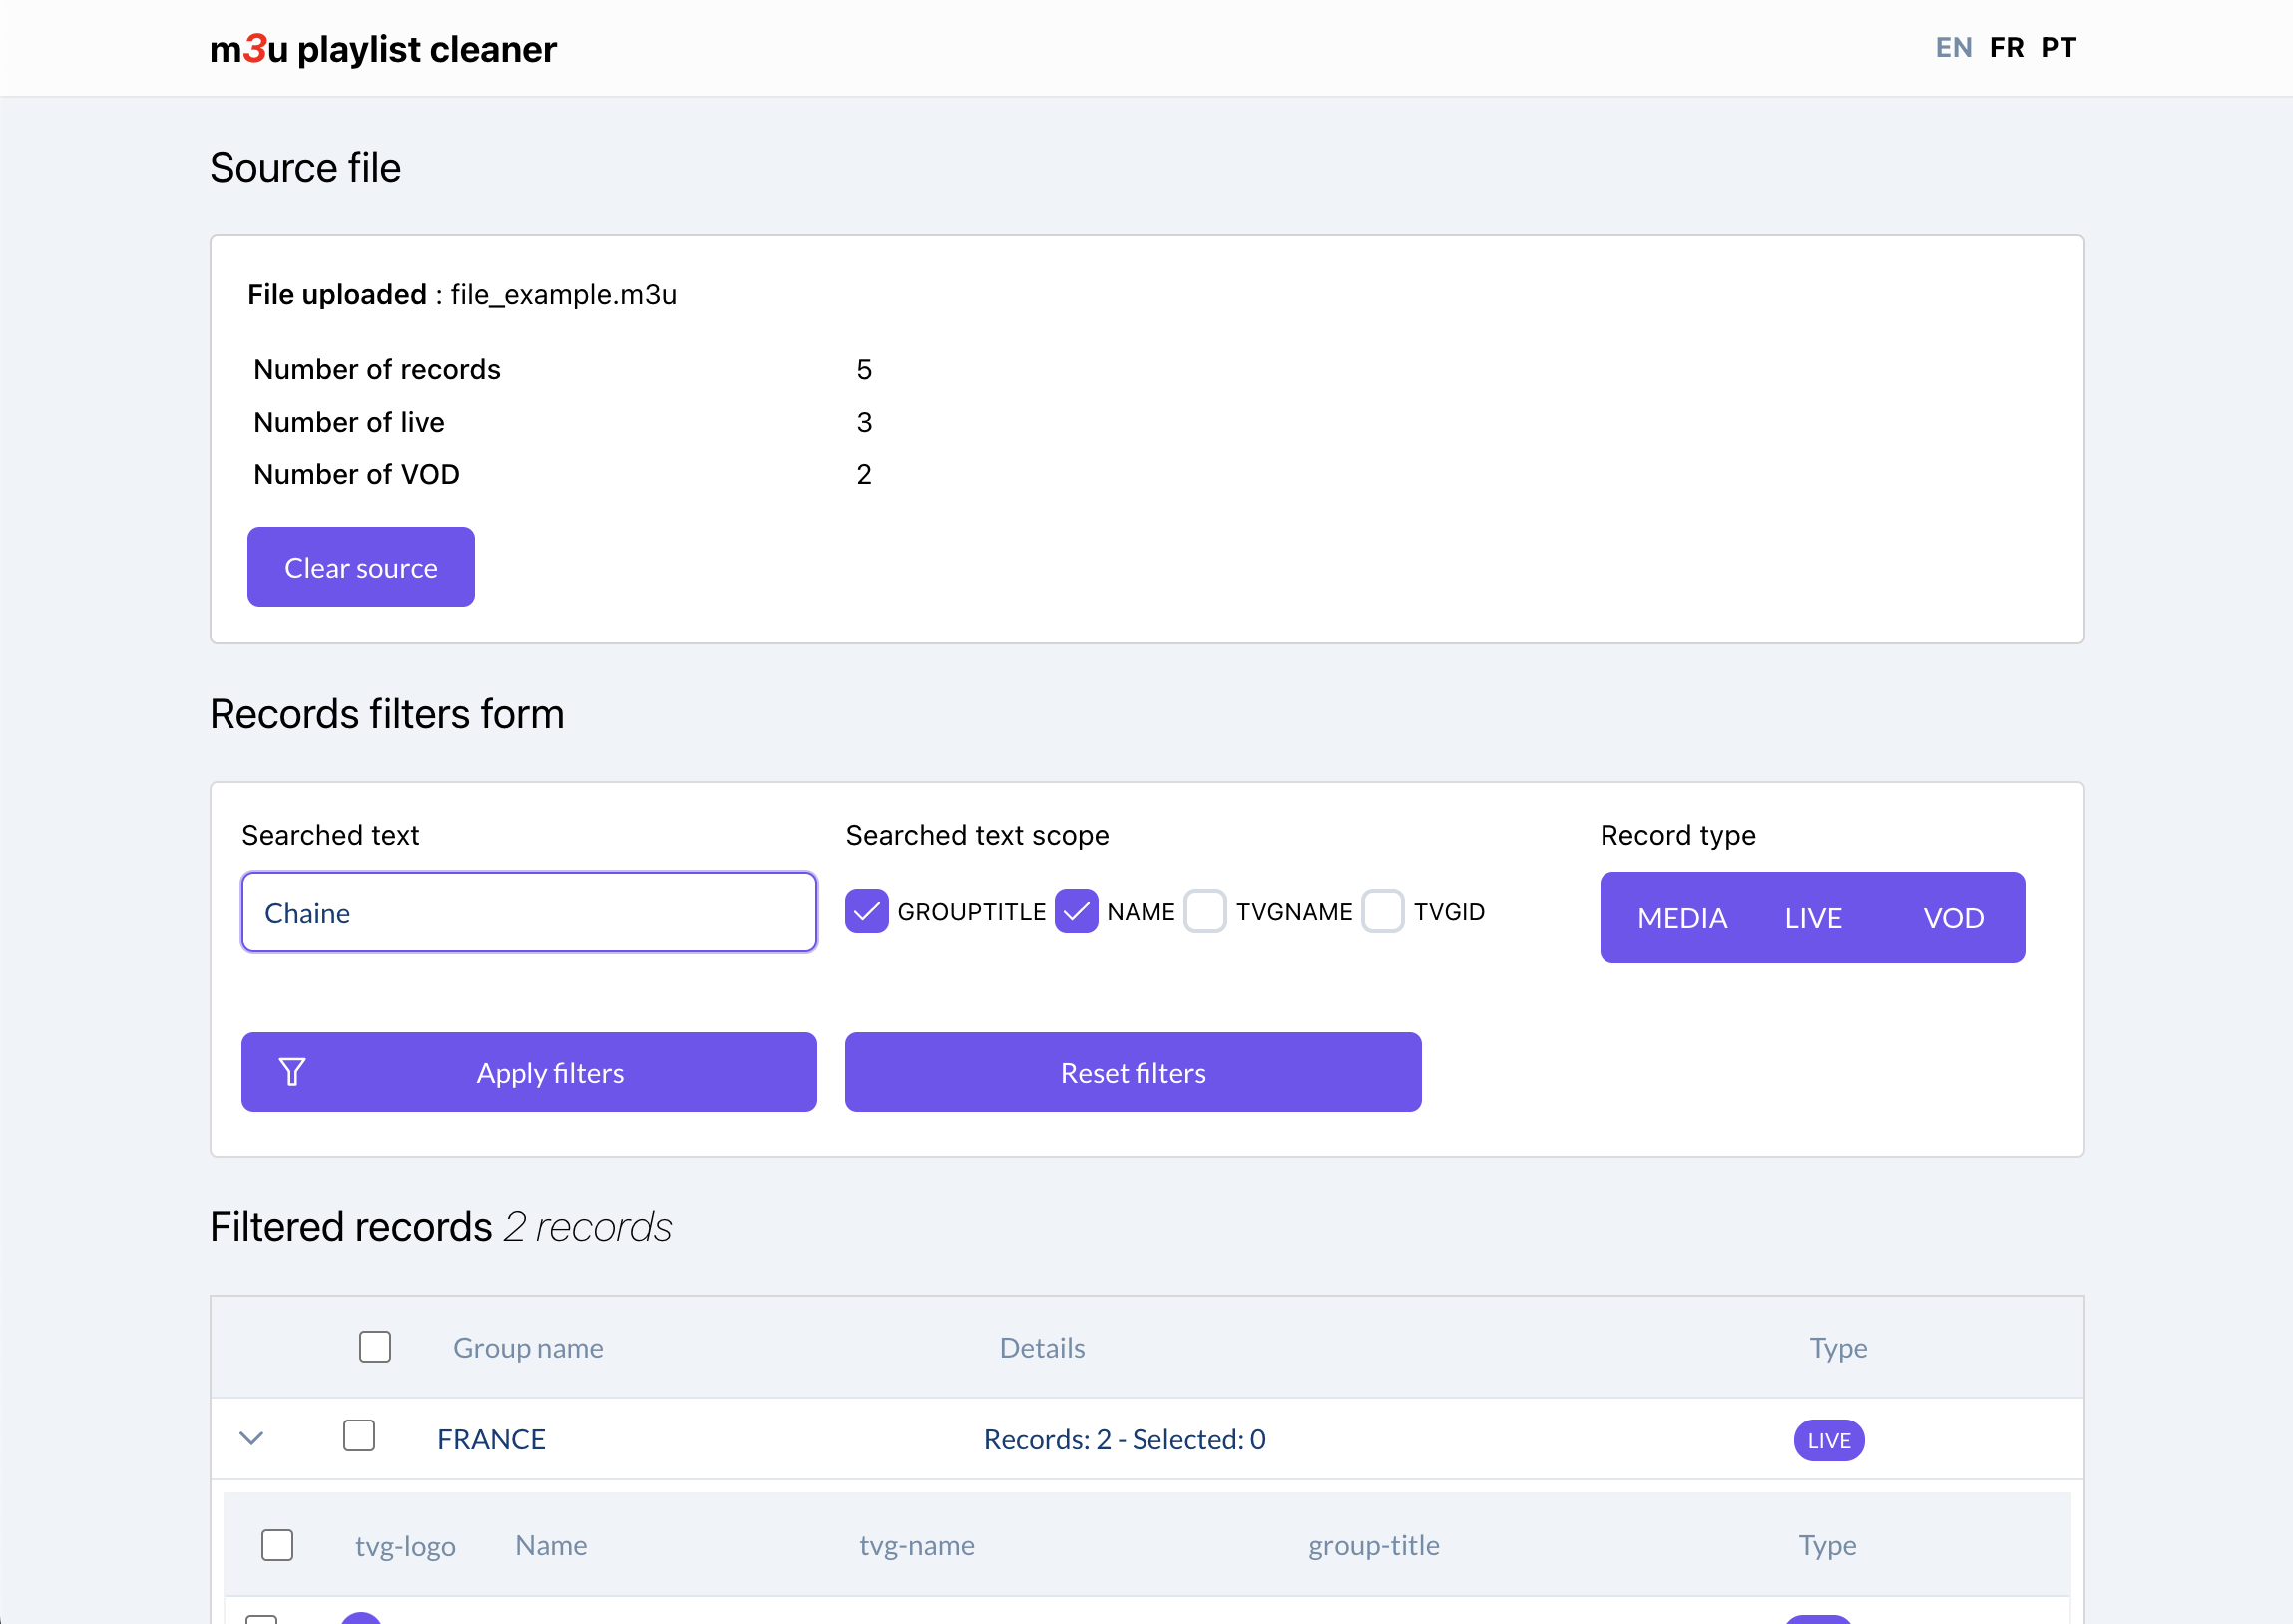 m3u playlist cleaner
EN FR PT
Source file
File uploaded : file_example.m3u
Number of records 5
Number of live 3
Number of VOD 2
Clear source
Records filters form
Searched text Searched text scope Record type
Chaine GROUPTITLE NAME TVGNAME TVGID MEDIA LIVE VOD
Apply filters Reset filters
Filtered records 2 records
Group name Details Type
FRANCE Records: 2 - Selected: 0 LIVE
tvg-logo Name tvg-name group-title Type